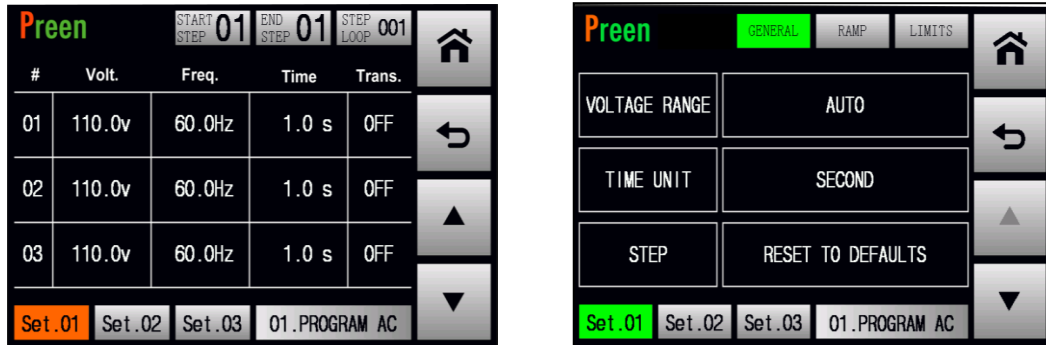 Preen START STEP 01 END STEP 01 STEP LOOP 001
# Volt. Freq. Time Trans.
01 110.0v 60.0Hz 1.0 s OFF
02 110.0v 60.0Hz 1.0 s OFF
03 110.0v 60.0Hz 1.0 s OFF
Set.01 Set.02 Set.03 01.PROGRAM AC
Preen GENERAL RAMP LIMITS
VOLTAGE RANGE AUTO
TIME UNIT SECOND
STEP RESET TO DEFAULTS
Set.01 Set.02 Set.03 01.PROGRAM AC